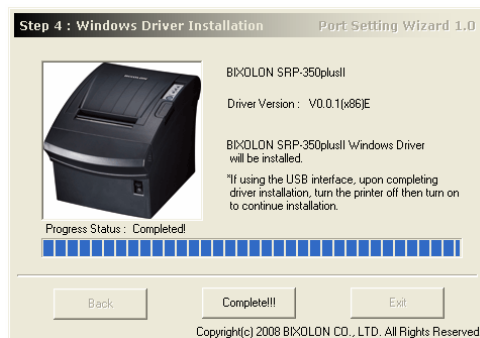 Step 4 : Windows Driver Installation
Port Setting Wizard 1.0
BIXOLON SRP-350plusII
Driver Version : V0.0.1(x86)E
BIXOLON SRP-350plusII Windows Driver
will be installed.
"If using the USB interface, upon completing
driver installation, turn the printer off then turn on
to continue installation.
Progress Status : Completed!
Back
Complete!!!
Exit
Copyright(c) 2008 BIXOLON CO., LTD. All Rights Reserved